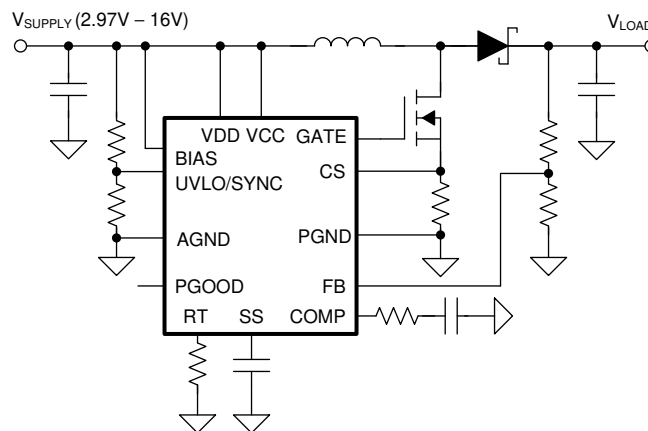 VSUPPLY (2.97V – 16V)
VLOAD
VDD VCC GATE
BIAS
UVLO/SYNC
CS
AGND
PGND
PGOOD
FB
RT SS COMP